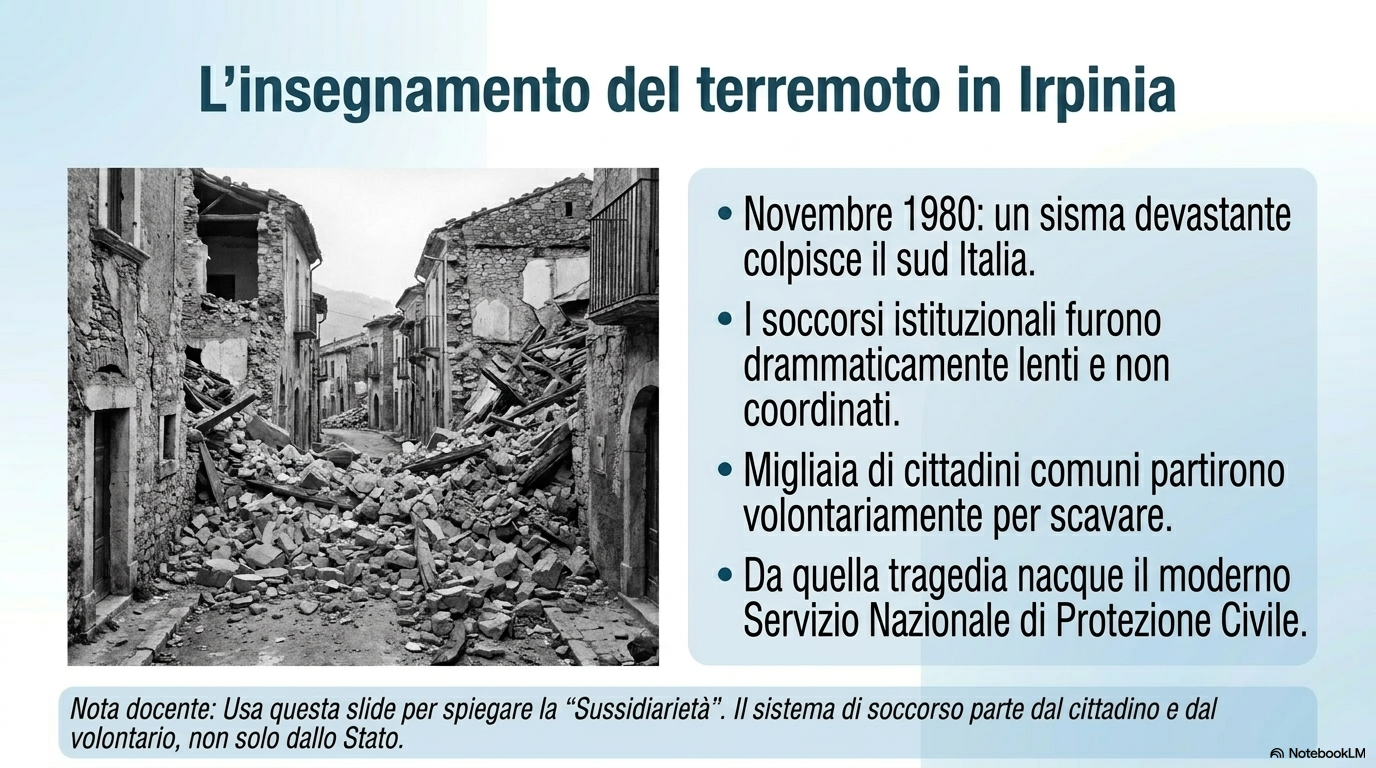 L'insegnamento del terremoto in Irpinia
• Novembre 1980: un sisma devastante
colpisce il sud Italia.
• I soccorsi istituzionali furono
drammaticamente lenti e non
coordinati.
• Migliaia di cittadini comuni partirono
volontariamente per scavare.
• Da quella tragedia nacque il moderno
Servizio Nazionale di Protezione Civile.
Nota docente: Usa questa slide per spiegare la “Sussidiarietà”. Il sistema di soccorso parte dal cittadino e dal
volontario, non solo dallo Stato.
NotebookLM